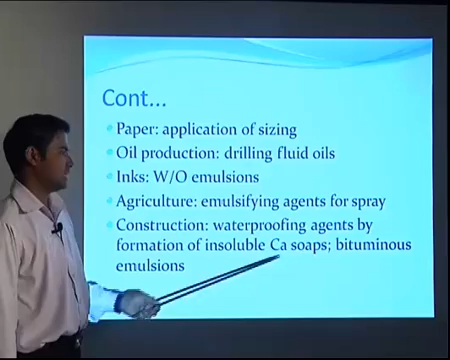 Cont...
Paper: application of sizing
Oil production: drilling fluid oils
Inks: W/O emulsions
Agriculture: emulsifying agents for spray
Construction: waterproofing agents by
formation of insoluble Ca soaps; bituminous
emulsions